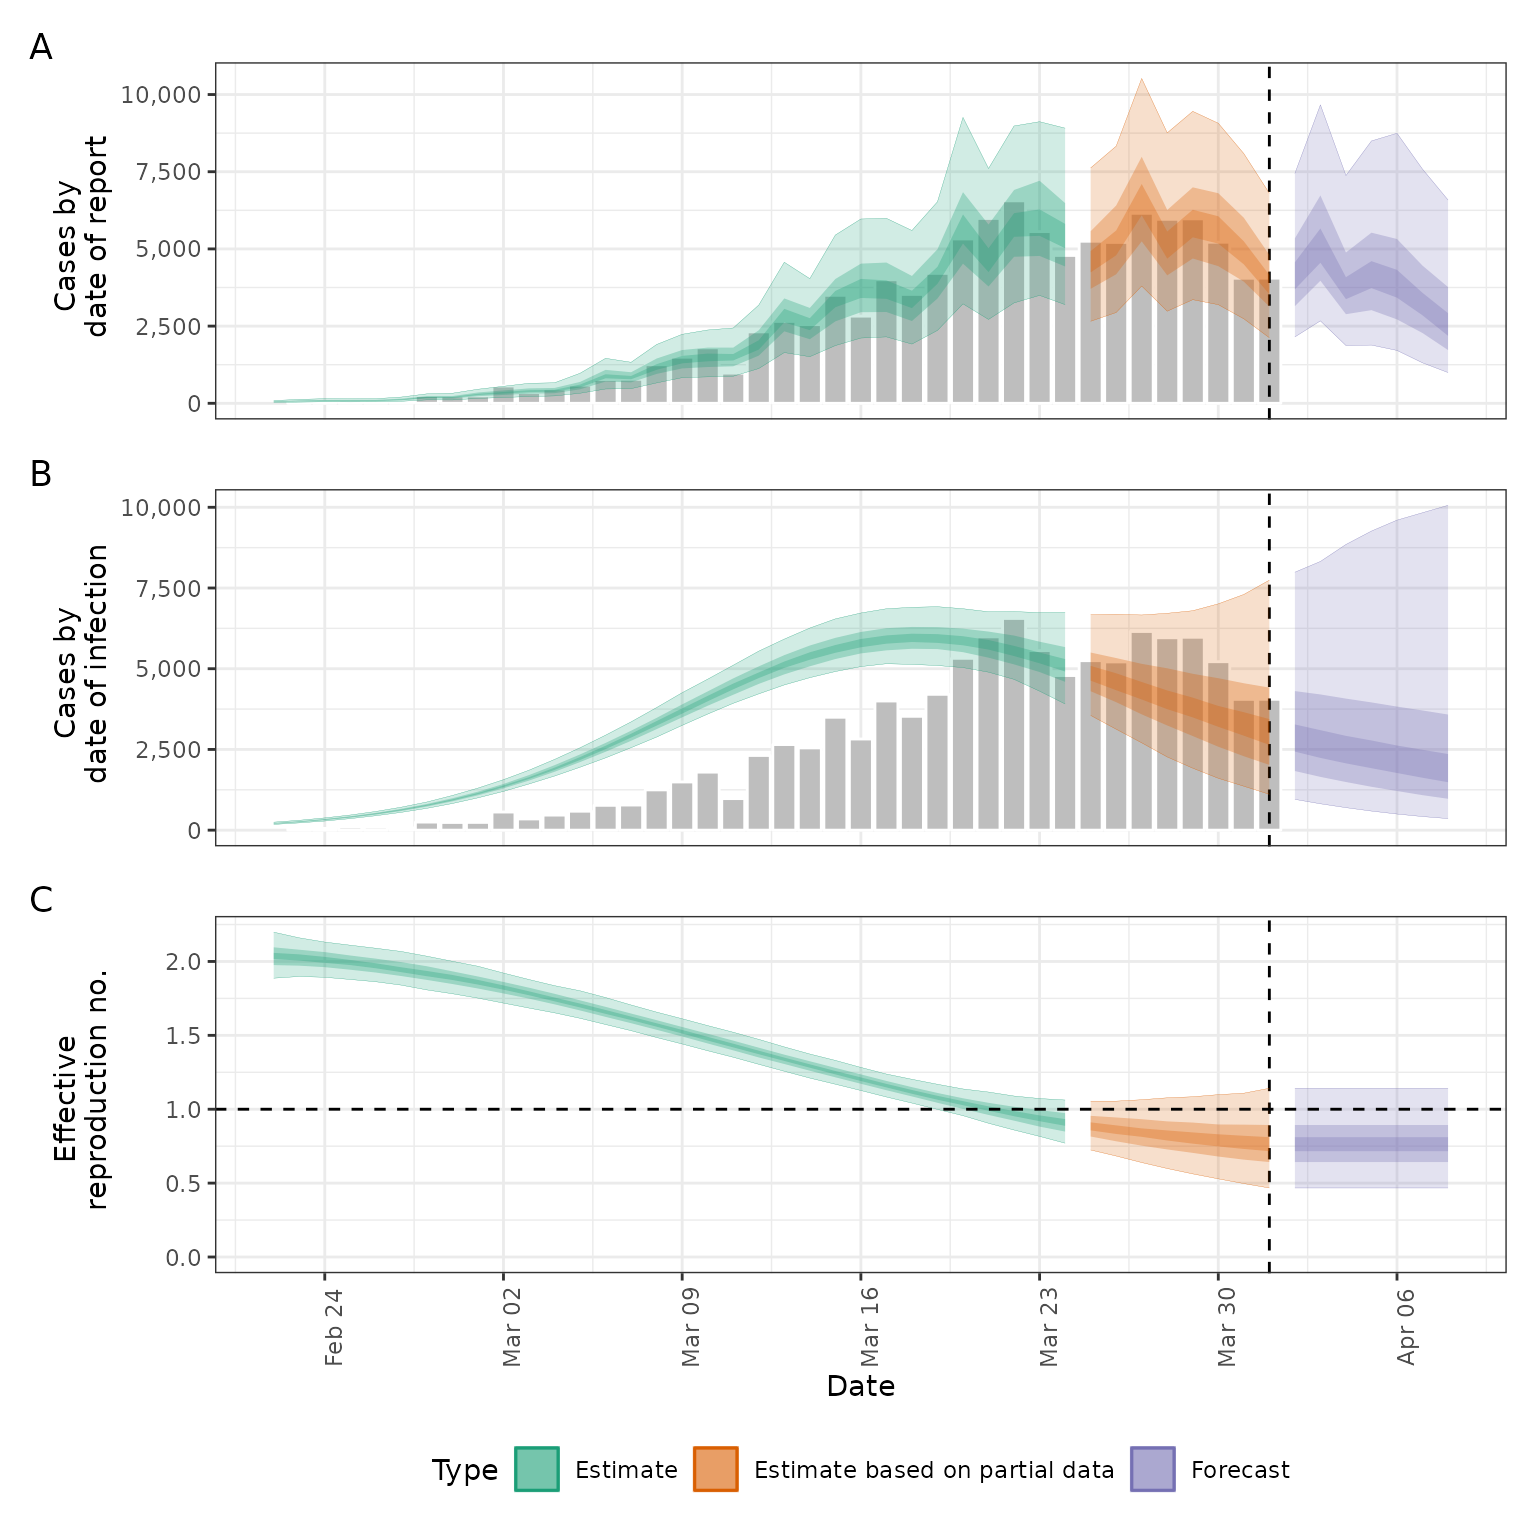 A
Cases by
date of report
10,000
7,500
5,000
2,500
0
B
Cases by
date of infection
10,000
7,500
5,000
2,500
0
C
Effective
reproduction no.
2.0
1.5
1.0
0.5
0.0
Feb 24
Mar 02
Mar 09
Mar 16
Mar 23
Mar 30
Apr 06
Date
Type Estimate Estimate based on partial data Forecast